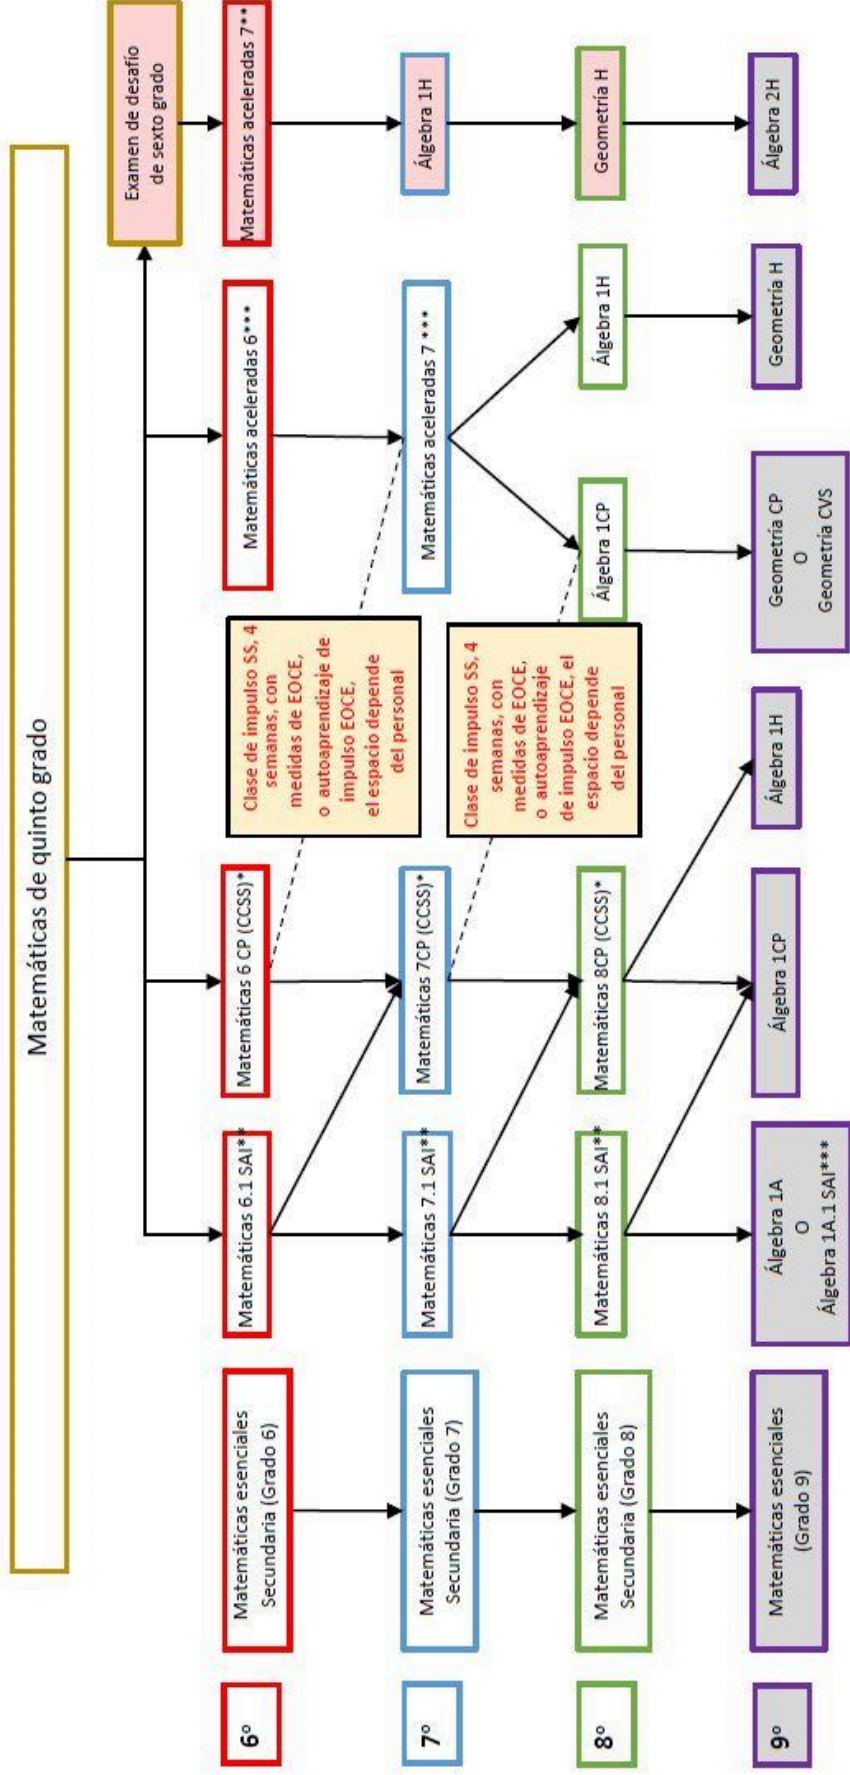 Matemáticas de quinto grado
Examen de desafío
de sexto grado
6º
Matemáticas esenciales
Secundaria (Grado 6)
Matemáticas 6.1 SAI**
Matemáticas 6 CP (CCSS)*
Matemáticas aceleradas 6***
Matemáticas aceleradas 7**
Clase de impulso SS, 4
semanas, con
medidas de EOCE,
o autoaprendizaje de
impulso EOCE,
el espacio depende
del personal
7º
Matemáticas esenciales
Secundaria (Grado 7)
Matemáticas 7.1 SAI**
Matemáticas 7CP (CCSS)*
Matemáticas aceleradas 7 ***
Álgebra 1H
Clase de impulso SS, 4
semanas, con
medidas de EOCE,
o autoaprendizaje
de impulso EOCE, el
espacio depende
del personal
8º
Matemáticas esenciales
Secundaria (Grado 8)
Matemáticas 8.1 SAI**
Matemáticas 8CP (CCSS)*
Álgebra 1CP
Álgebra 1H
Geometría H
9º
Matemáticas esenciales
(Grado 9)
Álgebra 1A
O
Álgebra 1A.1 SAI***
Álgebra 1CP
Álgebra 1H
Geometría CP
O
Geometría CVS
Geometría H
Álgebra 2H